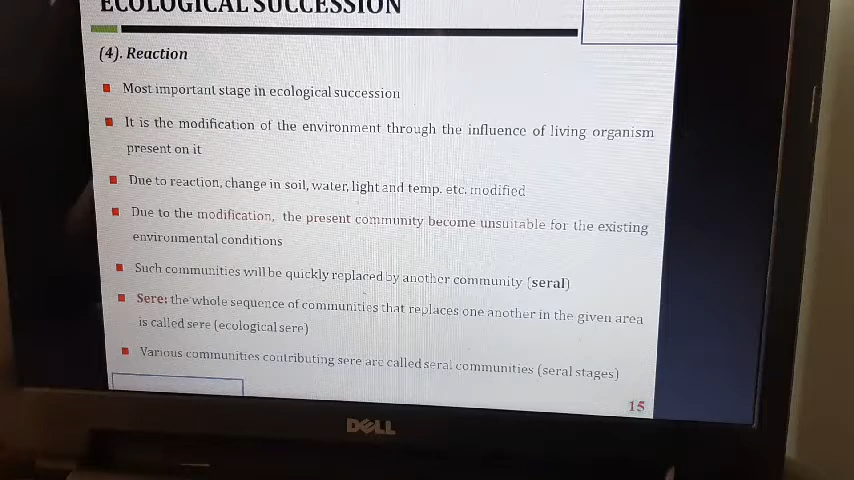 ECOLOGICAL SUCCESSION
(4). Reaction
Most important stage in ecological succession
It is the modification of the environment through the influence of living organism
present on it
Due to reaction, change in soil, water, light and temp. etc. modified
Due to the modification, the present community become unsuitable for the existing
environmental conditions
Such communities will be quickly replaced by another community (seral)
Sere: the whole sequence of communities that replaces one another in the given area
is called sere (ecological sere)
Various communities contributing sere are called seral communities (seral stages)
15
DELL